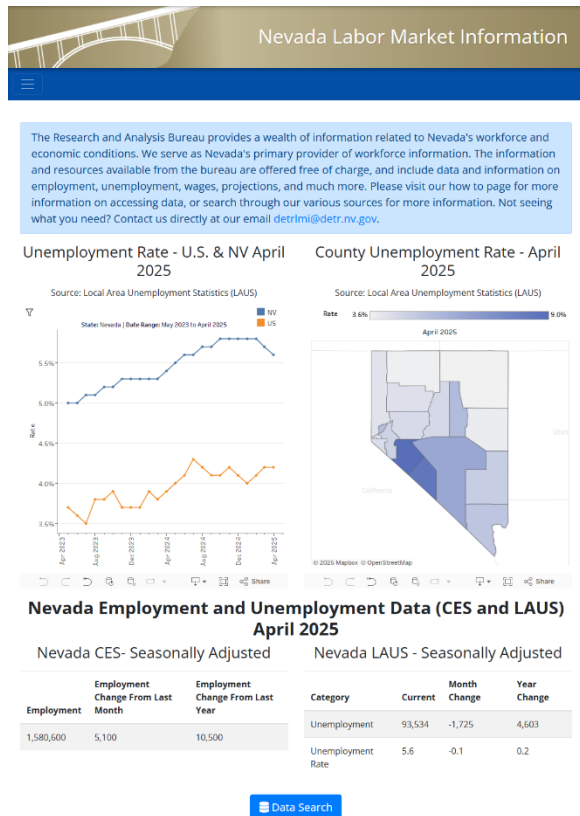 Nevada Labor Market Information
The Research and Analysis Bureau provides a wealth of information related to Nevada's workforce and
economic conditions. We serve as Nevada's primary provider of workforce information. The information
and resources available from the bureau are offered free of charge, and include data and information on
employment, unemployment, wages, projections, and much more. Please visit our how to page for more
information on accessing data, or search through our various sources for more information. Not seeing
what you need? Contact us directly at our email detrlmi@detr.nv.gov.
Unemployment Rate - U.S. & NV April
2025
Source: Local Area Unemployment Statistics (LAUS)
NV
US
State: Nevada | Date Range: May 2023 to April 2025
5.5%
5.0%
4.5%
4.0%
3.5%
Rate
Apr 2023
Aug 2023
Dec 2023
Apr 2024
Aug 2024
Dec 2024
Apr 2025
Share
County Unemployment Rate - April
2025
Source: Local Area Unemployment Statistics (LAUS)
Rate 3.6% 9.0%
April 2025
Utah
California
© 2025 Mapbox © OpenStreetMap
Share
Nevada Employment and Unemployment Data (CES and LAUS)
April 2025
Nevada CES- Seasonally Adjusted
Employment Employment Change From Last Month Employment Change From Last Year
1,580,600 5,100 10,500
Nevada LAUS - Seasonally Adjusted
Category Current Month Change Year Change
Unemployment 93,534 -1,725 4,603
Unemployment Rate 5.6 -0.1 0.2
Data Search